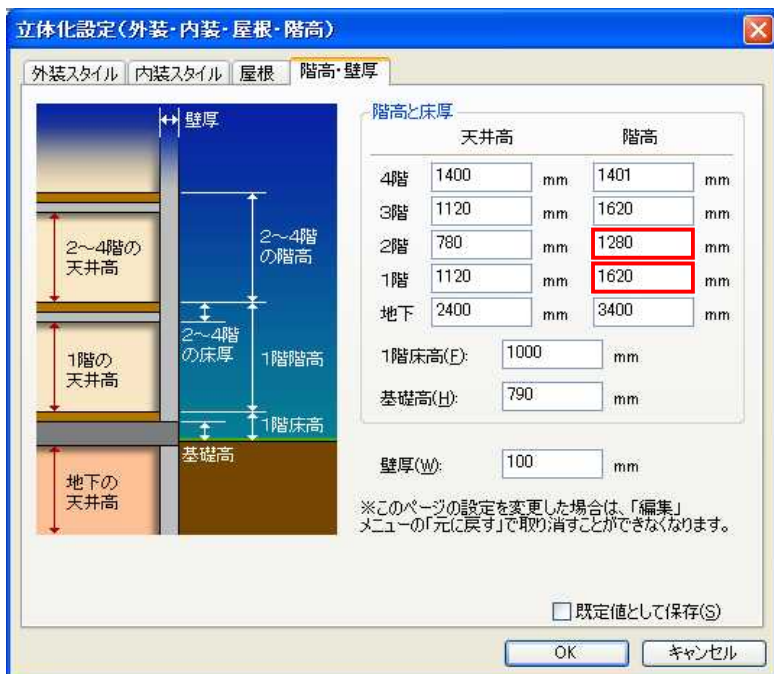 立体化設定(外装・内装・屋根・階高)
外装スタイル 内装スタイル 屋根 階高・壁厚
壁厚
2～4階の
天井高
2～4階
の階高
2～4階
の床厚
1階の
天井高
1階階高
1階床高
基礎高
地下の
天井高
階高と床厚
天井高 階高
4階 1400 mm 1401 mm
3階 1120 mm 1620 mm
2階 780 mm 1280 mm
1階 1120 mm 1620 mm
地下 2400 mm 3400 mm
1階床高(F): 1000 mm
基礎高(H): 790 mm
壁厚(W): 100 mm
※このページの設定を変更した場合は、「編集」
メニューの「元に戻す」で取り消すことができなくなります。
既定値として保存(S)
OK キャンセル